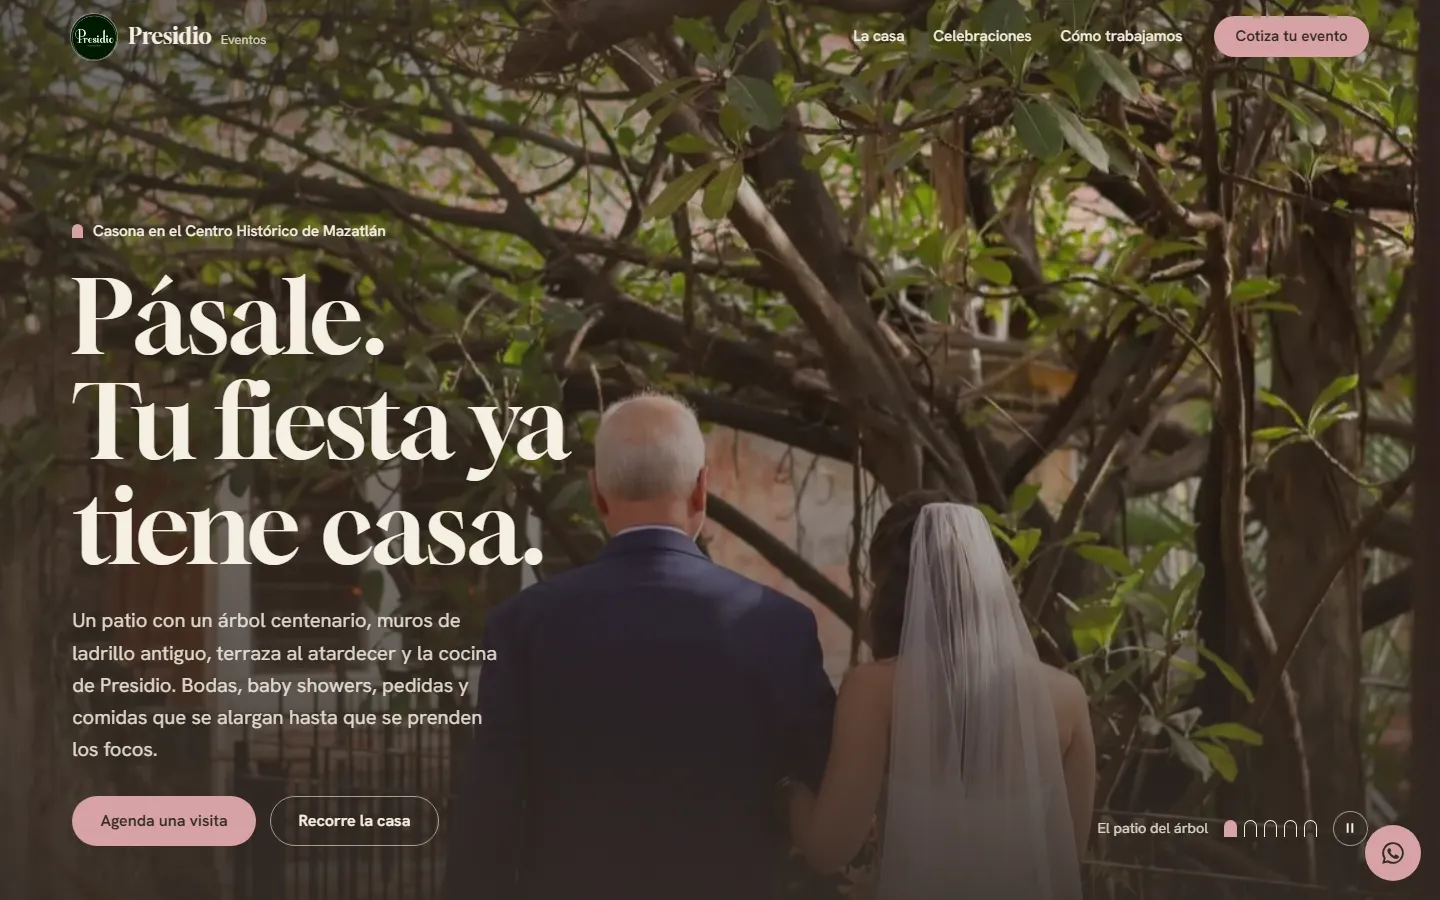 Presidio
Presidio Eventos
La casa
Celebraciones
Cómo trabajamos
Cotiza tu evento
Casona en el Centro Histórico de Mazatlán
Pásale.
Tu fiesta ya
tiene casa.
Un patio con un árbol centenario, muros de
ladrillo antiguo, terraza al atardecer y la cocina
de Presidio. Bodas, baby showers, pedidas y
comidas que se alargan hasta que se prenden
los focos.
Agenda una visita
Recorre la casa
El patio del árbol